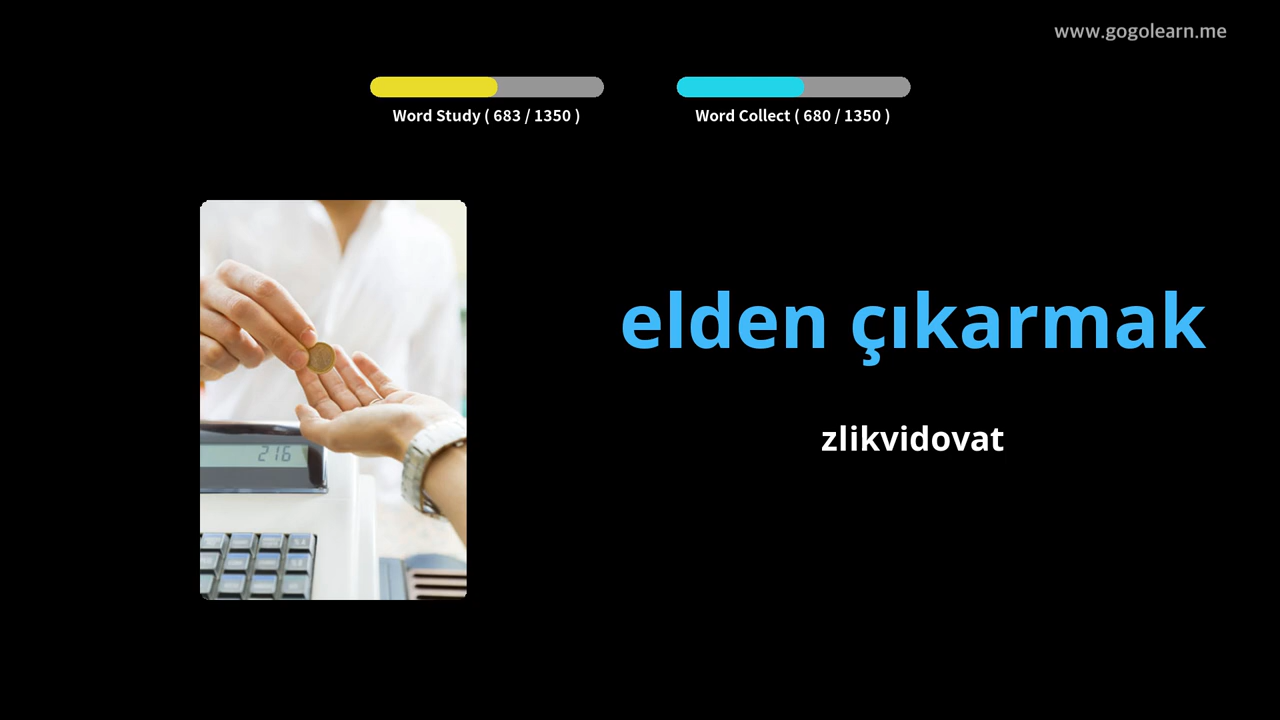 www.gogolearn.me
Word Study ( 683 / 1350 )
Word Collect ( 680 / 1350 )
elden çıkarmak
zlikvidovat
216